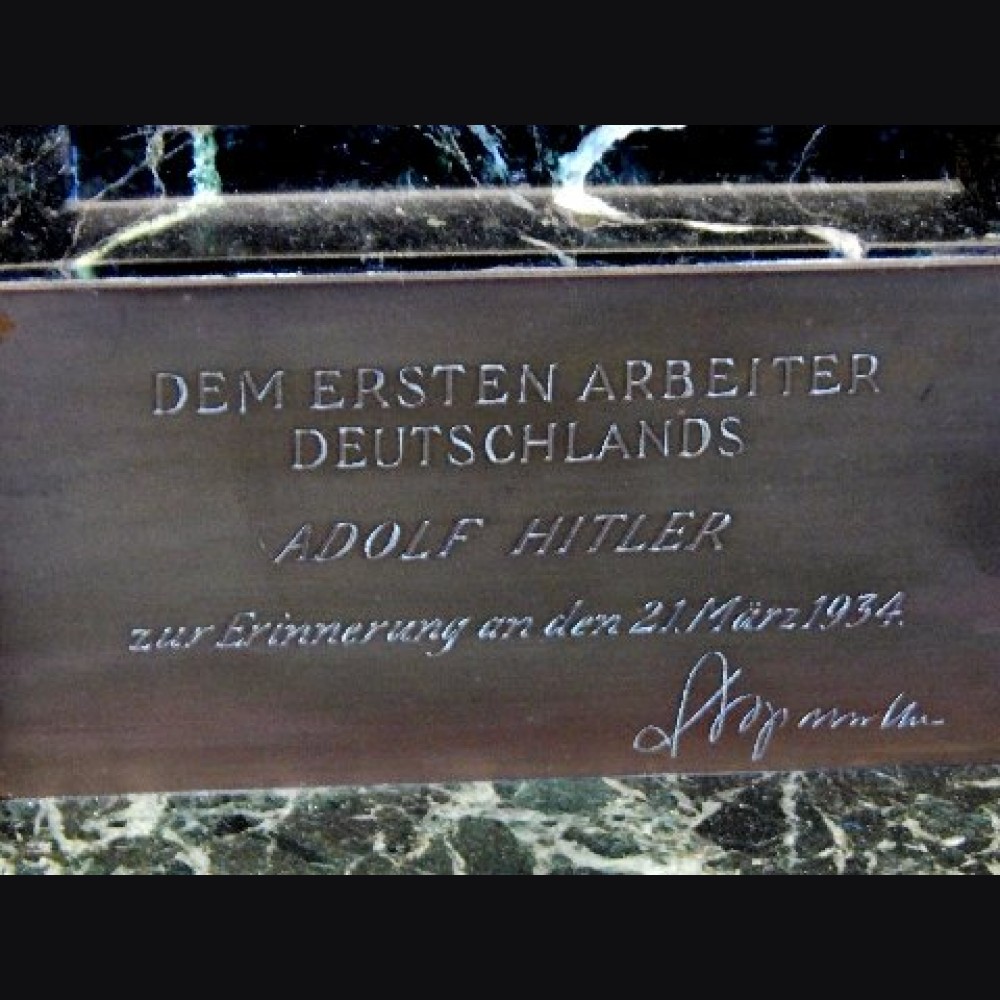 DEM ERSTEN ARBEITER
DEUTSCHLANDS
ADOLF HITLER
zur Erinnerung an den 21. März 1934.